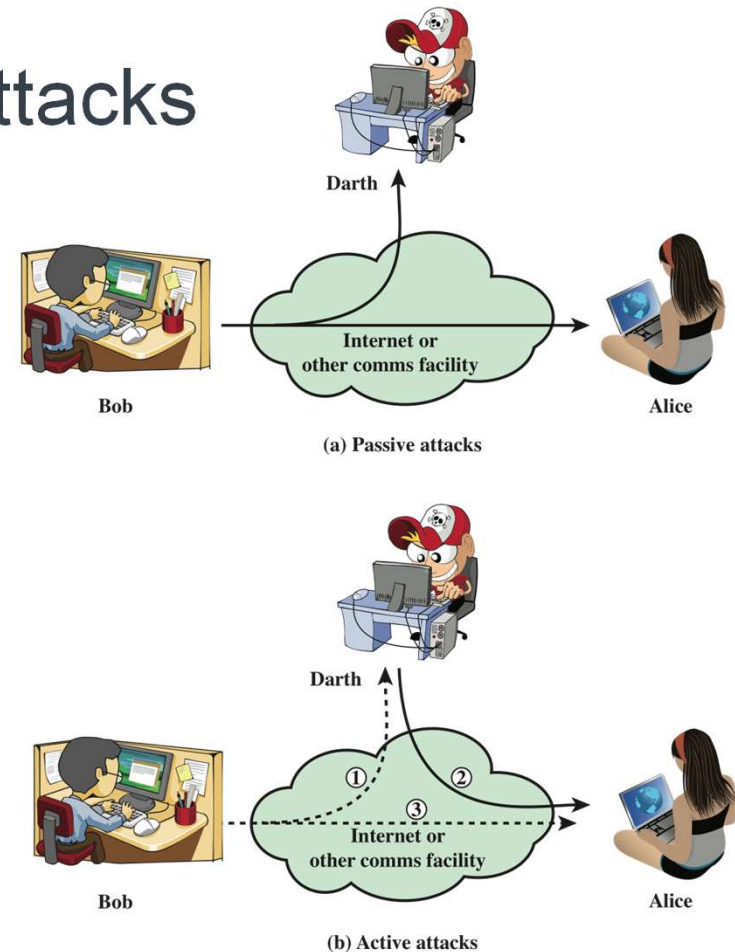 ttacks
Darth
Internet or
other comms facility
Bob
Alice
(a) Passive attacks
Darth
①
②
③
Internet or
other comms facility
Bob
Alice
(b) Active attacks